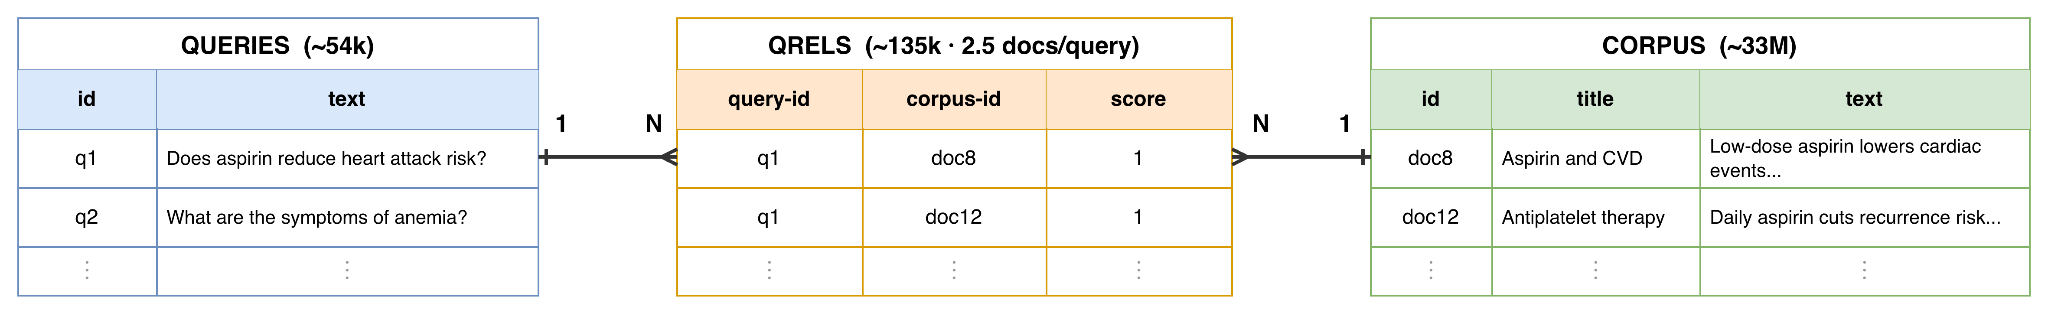 QUERIES (~54k)
id text
q1 Does aspirin reduce heart attack risk?
q2 What are the symptoms of anemia?
⋮ ⋮
1 N
QRELS (~135k · 2.5 docs/query)
query-id corpus-id score
q1 doc8 1
q1 doc12 1
⋮ ⋮ ⋮
N 1
CORPUS (~33M)
id title text
doc8 Aspirin and CVD Low-dose aspirin lowers cardiac
events...
doc12 Antiplatelet therapy Daily aspirin cuts recurrence risk...
⋮ ⋮ ⋮